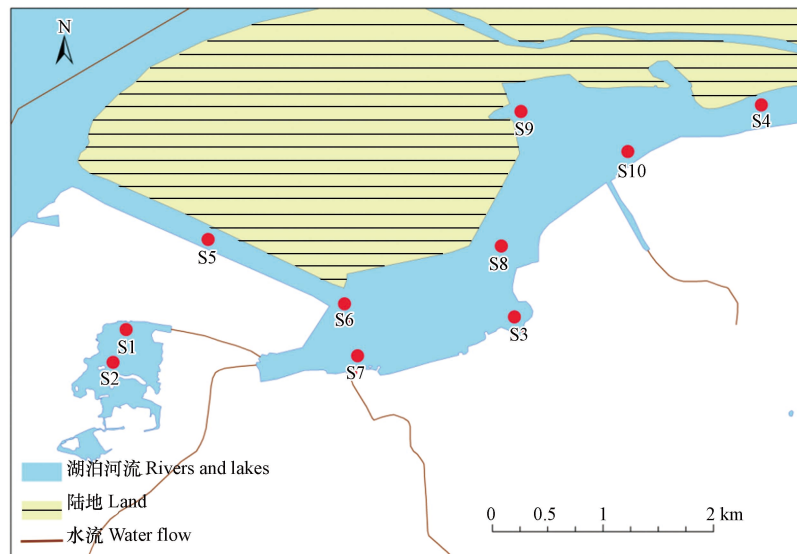 N
S9
S4
S10
S5
S8
S6
S3
S1
S7
S2
湖泊河流 Rivers and lakes
陆地 Land
水流 Water flow
0 0.5 1 2 km